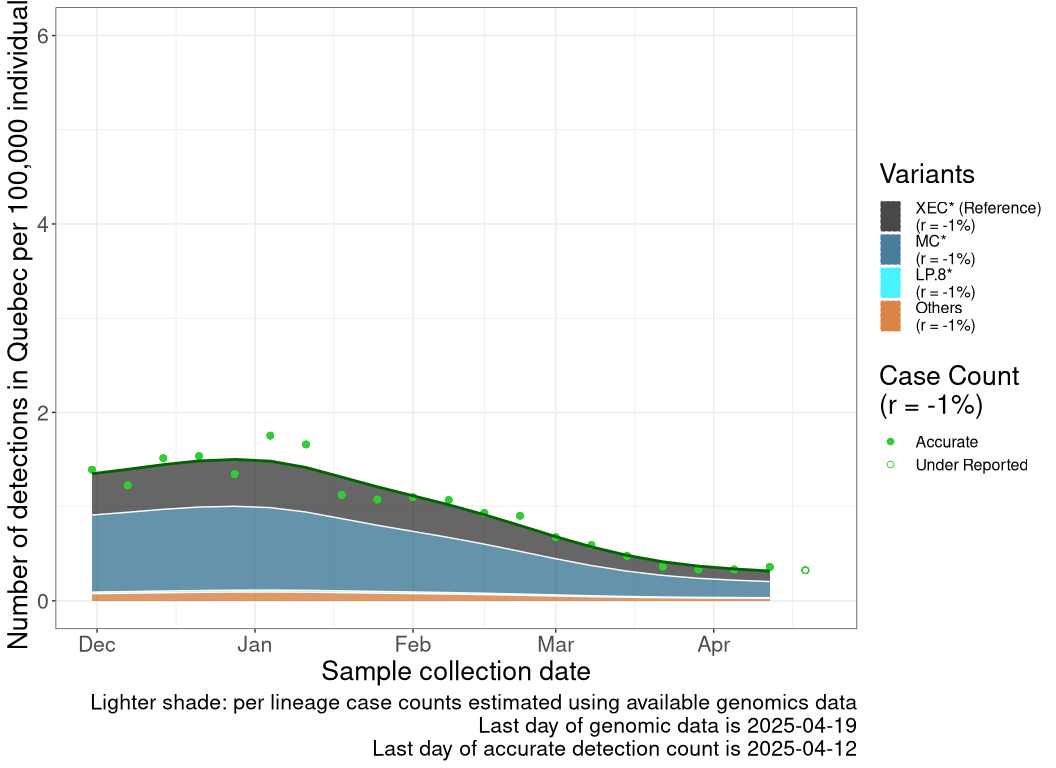 Number of detections in Quebec per 100,000 individual
6
4
2
0
Dec
Jan
Feb
Mar
Apr
Sample collection date
Lighter shade: per lineage case counts estimated using available genomics data
Last day of genomic data is 2025-04-19
Last day of accurate detection count is 2025-04-12
Variants
XEC* (Reference)
(r = -1%)
MC*
(r = -1%)
LP.8*
(r = -1%)
Others
(r = -1%)
Case Count
(r = -1%)
Accurate
Under Reported